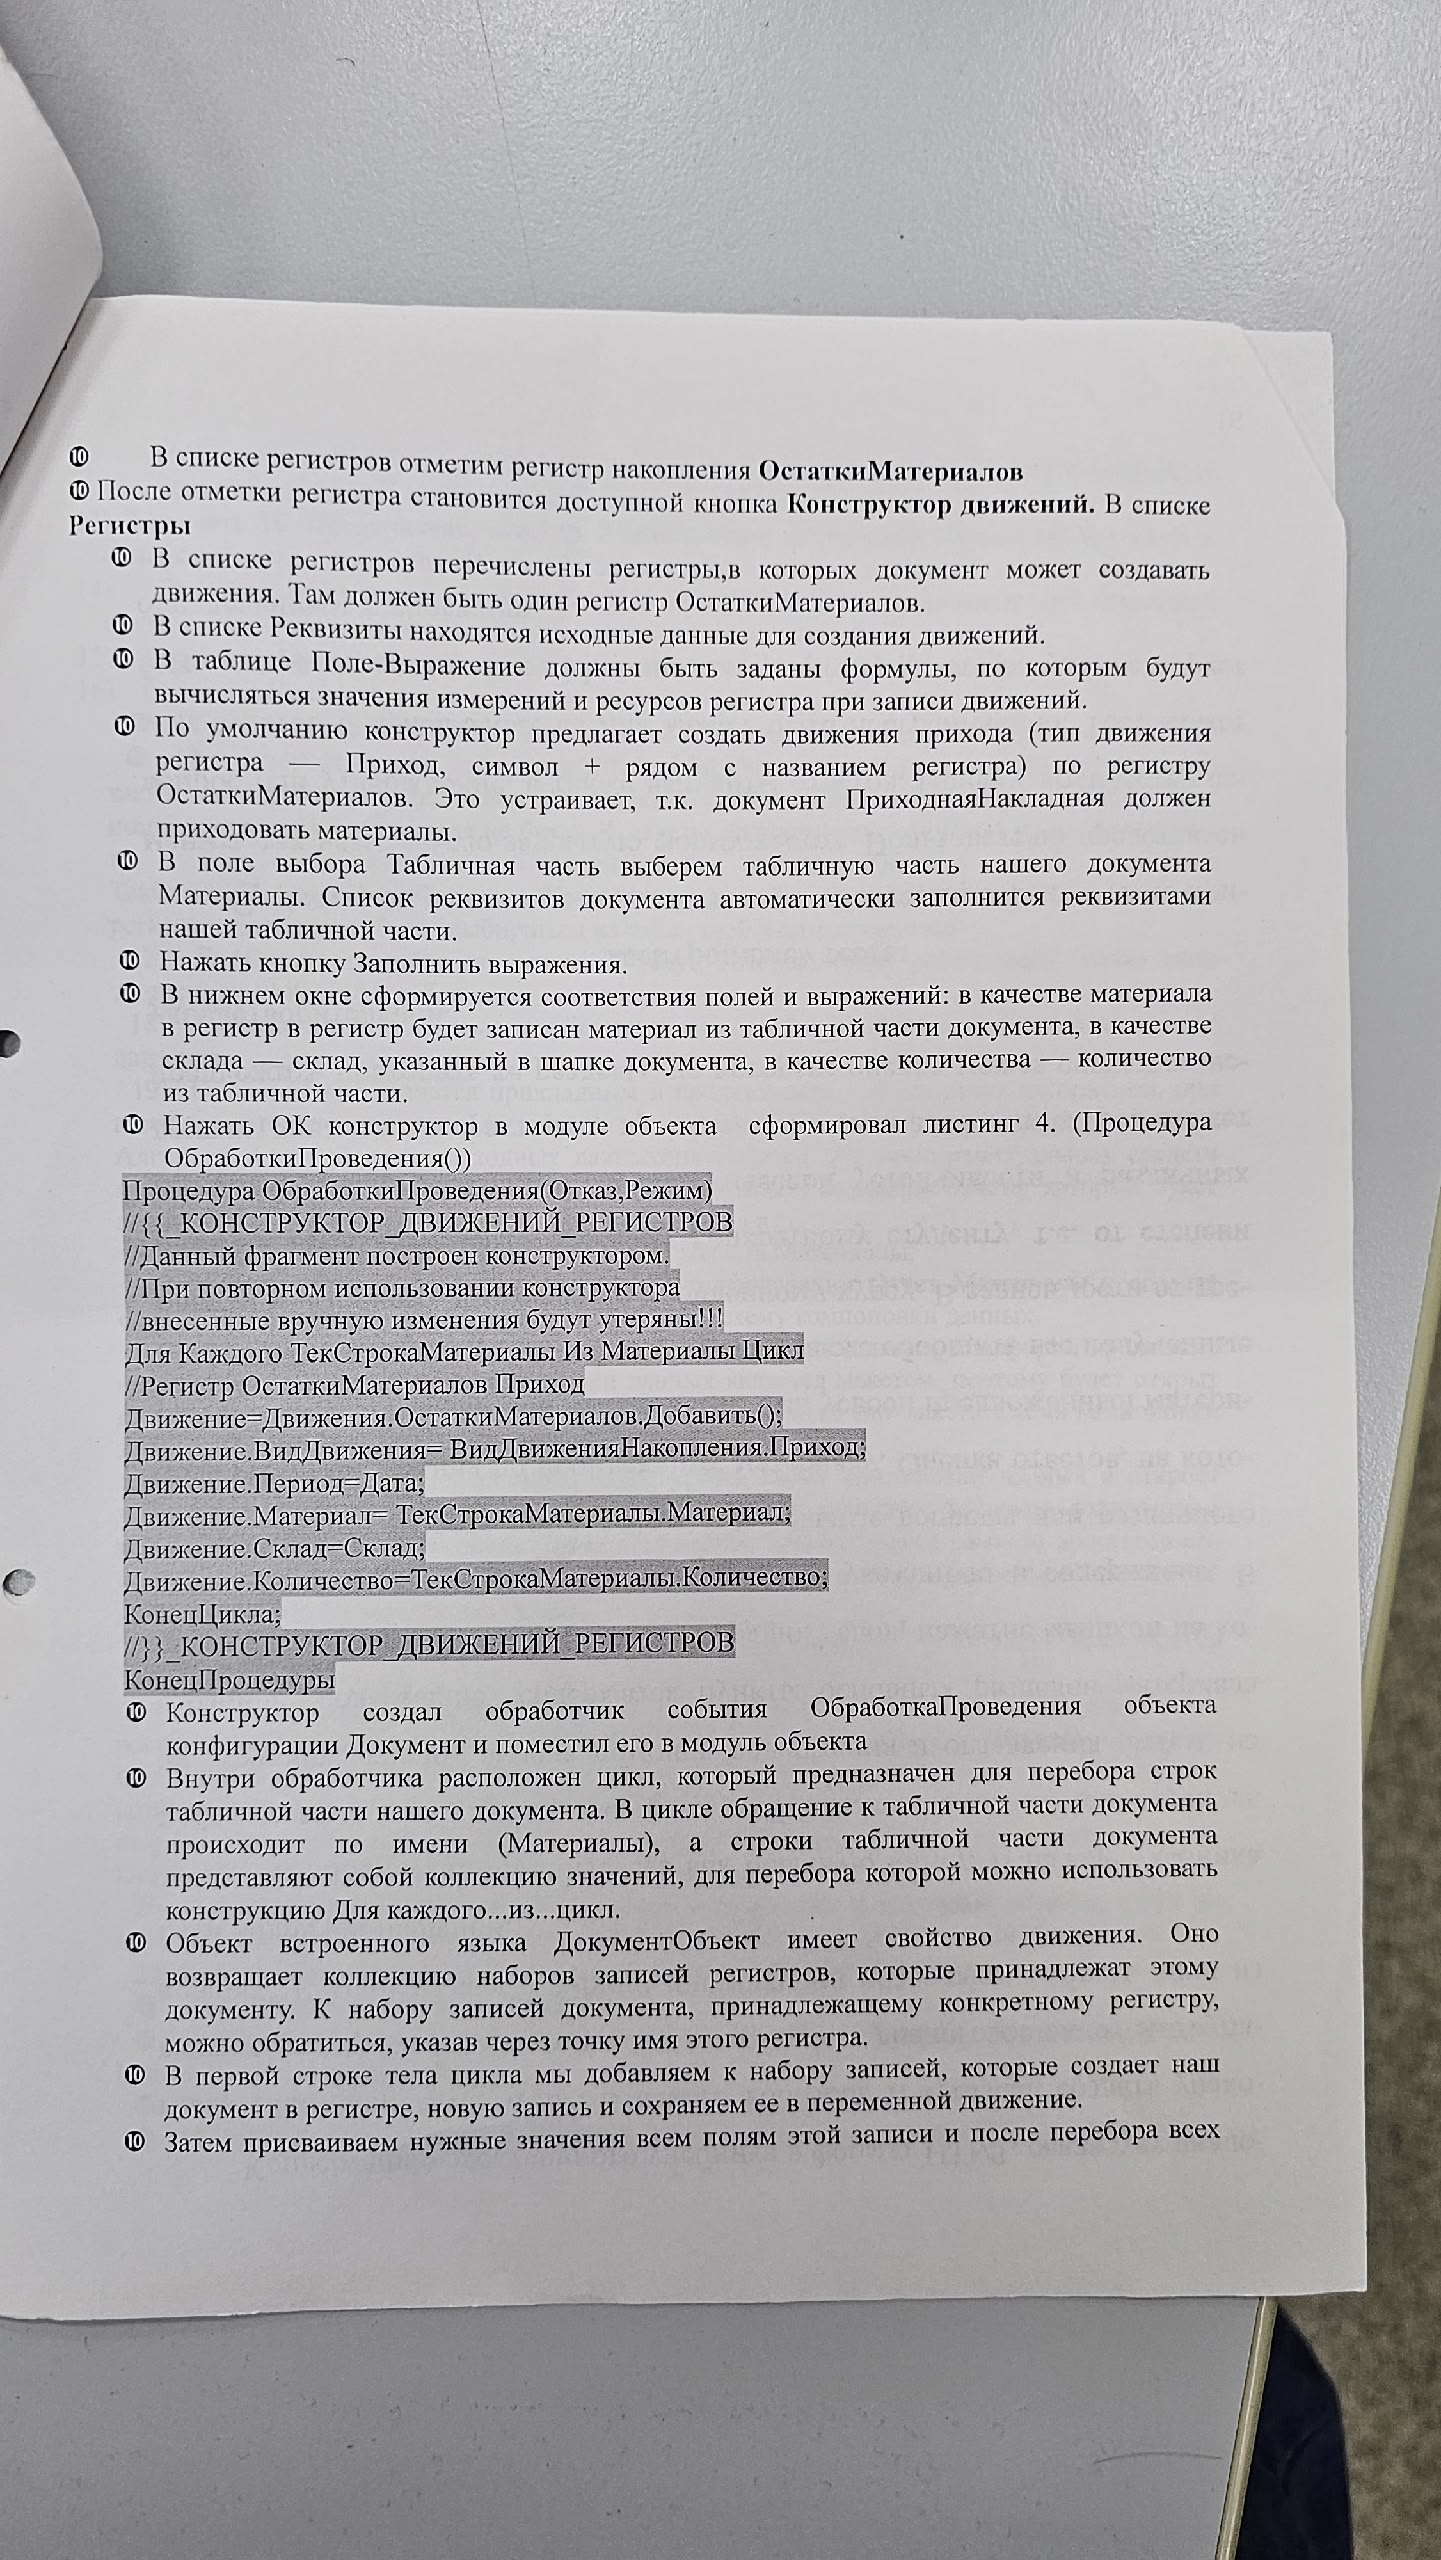 ⓾ В списке регистров отметим регистр накопления ОстаткиМатериалов
⓾ После отметки регистра становится доступной кнопка Конструктор движений. В списке
Регистры
⓾ В списке регистров перечислены регистры,в которых документ может создавать
движения. Там должен быть один регистр ОстаткиМатериалов.
⓾ В списке Реквизиты находятся исходные данные для создания движений.
⓾ В таблице Поле-Выражение должны быть заданы формулы, по которым будут
вычисляться значения измерений и ресурсов регистра при записи движений.
⓾ По умолчанию конструктор предлагает создать движения прихода (тип движения
регистра — Приход, символ + рядом с названием регистра) по регистру
ОстаткиМатериалов. Это устраивает, т.к. документ ПриходнаяНакладная должен
приходовать материалы.
⓾ В поле выбора Табличная часть выберем табличную часть нашего документа
Материалы. Список реквизитов документа автоматически заполнится реквизитами
нашей табличной части.
⓾ Нажать кнопку Заполнить выражения.
⓾ В нижнем окне сформируется соответствия полей и выражений: в качестве материала
в регистр в регистр будет записан материал из табличной части документа, в качестве
склада — склад, указанный в шапке документа, в качестве количества — количество
из табличной части.
⓾ Нажать ОК конструктор в модуле объекта сформировал листинг 4. (Процедура
ОбработкиПроведения())
Процедура ОбработкиПроведения(Отказ,Режим)
//{{_КОНСТРУКТОР_ДВИЖЕНИЙ_РЕГИСТРОВ
//Данный фрагмент построен конструктором.
//При повторном использовании конструктора
//внесенные вручную изменения будут утеряны!!!
Для Каждого ТекСтрокаМатериалы Из Материалы Цикл
//Регистр ОстаткиМатериалов Приход
Движение=Движения.ОстаткиМатериалов.Добавить();
Движение.ВидДвижения= ВидДвиженияНакопления.Приход;
Движение.Период=Дата;
Движение.Материал= ТекСтрокаМатериалы.Материал;
Движение.Склад=Склад;
Движение.Количество=ТекСтрокаМатериалы.Количество;
КонецЦикла;
//}}_КОНСТРУКТОР_ДВИЖЕНИЙ_РЕГИСТРОВ
КонецПроцедуры
⓾ Конструктор создал обработчик события ОбработкаПроведения объекта
конфигурации Документ и поместил его в модуль объекта
⓾ Внутри обработчика расположен цикл, который предназначен для перебора строк
табличной части нашего документа. В цикле обращение к табличной части документа
происходит по имени (Материалы), а строки табличной части документа
представляют собой коллекцию значений, для перебора которой можно использовать
конструкцию Для каждого...из...цикл.
⓾ Объект встроенного языка ДокументОбъект имеет свойство движения. Оно
возвращает коллекцию наборов записей регистров, которые принадлежат этому
документу. К набору записей документа, принадлежащему конкретному регистру,
можно обратиться, указав через точку имя этого регистра.
⓾ В первой строке тела цикла мы добавляем к набору записей, которые создает наш
документ в регистре, новую запись и сохраняем ее в переменной движение.
⓾ Затем присваиваем нужные значения всем полям этой записи и после перебора всех